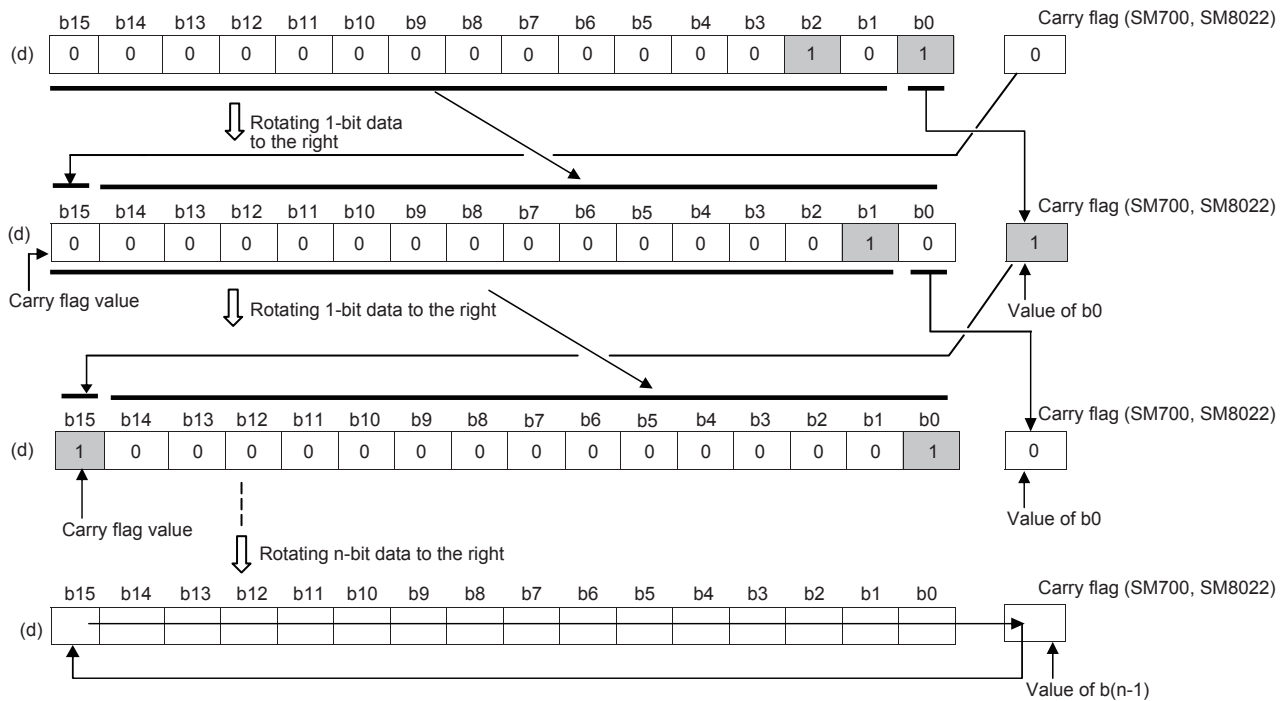 b15 b14 b13 b12 b11 b10 b9 b8 b7 b6 b5 b4 b3 b2 b1 b0 Carry flag (SM700, SM8022)
(d) 0 0 0 0 0 0 0 0 0 0 0 0 0 1 0 1 0
Rotating 1-bit data
to the right
b15 b14 b13 b12 b11 b10 b9 b8 b7 b6 b5 b4 b3 b2 b1 b0 Carry flag (SM700, SM8022)
(d) 0 0 0 0 0 0 0 0 0 0 0 0 0 0 1 0 1
Carry flag value
Rotating 1-bit data to the right
Value of b0
b15 b14 b13 b12 b11 b10 b9 b8 b7 b6 b5 b4 b3 b2 b1 b0 Carry flag (SM700, SM8022)
(d) 1 0 0 0 0 0 0 0 0 0 0 0 0 0 0 1 0
Carry flag value
Value of b0
Rotating n-bit data to the right
b15 b14 b13 b12 b11 b10 b9 b8 b7 b6 b5 b4 b3 b2 b1 b0 Carry flag (SM700, SM8022)
(d)
Value of b(n-1)